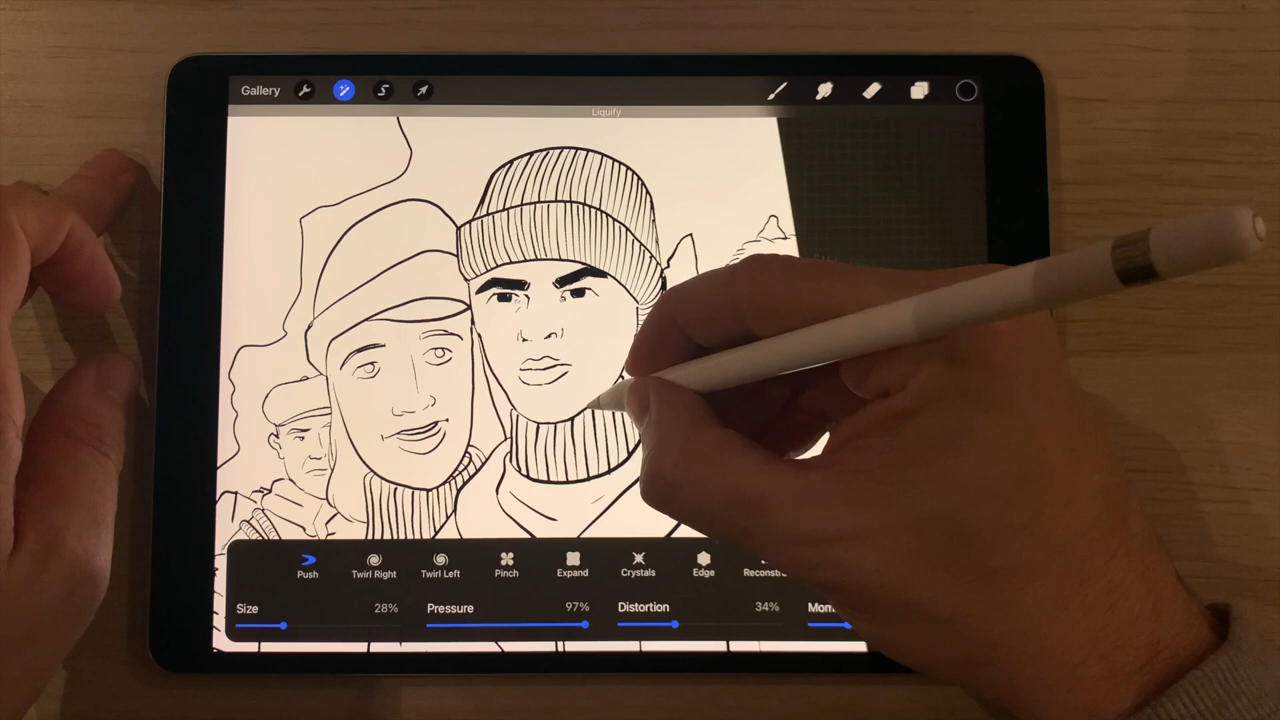 Gallery
Liquify
Push Twirl Right Twirl Left Pinch Expand Crystals Edge
Size 28% Pressure 97% Distortion 34%